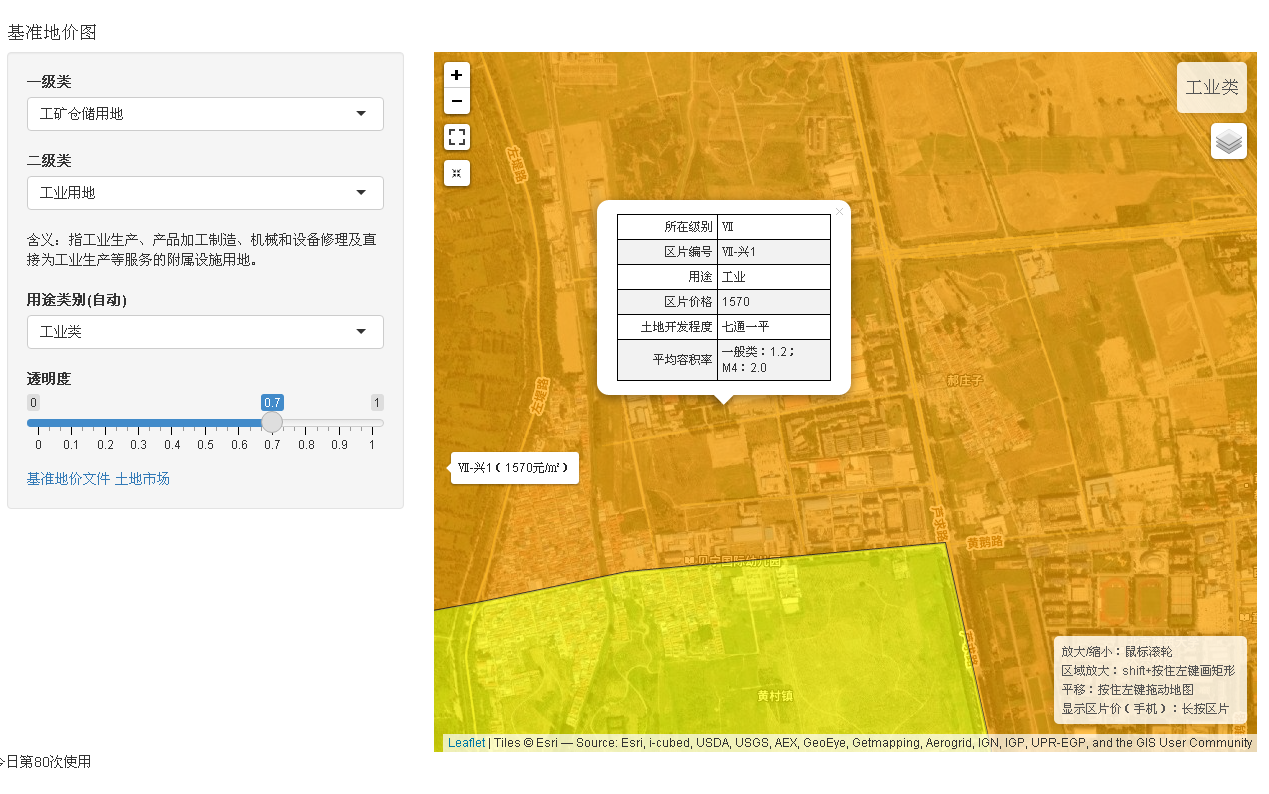 基准地价图
一级类
工矿仓储用地
二级类
工业用地
含义：指工业生产、产品加工制造、机械和设备修理及直
接为工业生产等服务的附属设施用地。
用途类别(自动)
工业类
透明度
0 0.7 1
0 0.1 0.2 0.3 0.4 0.5 0.6 0.7 0.8 0.9 1
基准地价文件 土地市场
今日第80次使用
+
−
工业类
×
所在级别 Ⅶ
区片编号 Ⅶ-兴1
用途 工业
区片价格 1570
土地开发程度 七通一平
平均容积率 一般类：1.2；
M4：2.0
郝庄子
Ⅶ-兴1（1570元/㎡）
芦求路
黄鹅路
贝宁国际幼儿园
黄村镇
放大/缩小：鼠标滚轮
区域放大：shift+按住左键画矩形
平移：按住左键拖动地图
显示区片价（手机）：长按区片
Leaflet | Tiles © Esri — Source: Esri, i-cubed, USDA, USGS, AEX, GeoEye, Getmapping, Aerogrid, IGN, IGP, UPR-EGP, and the GIS User Community